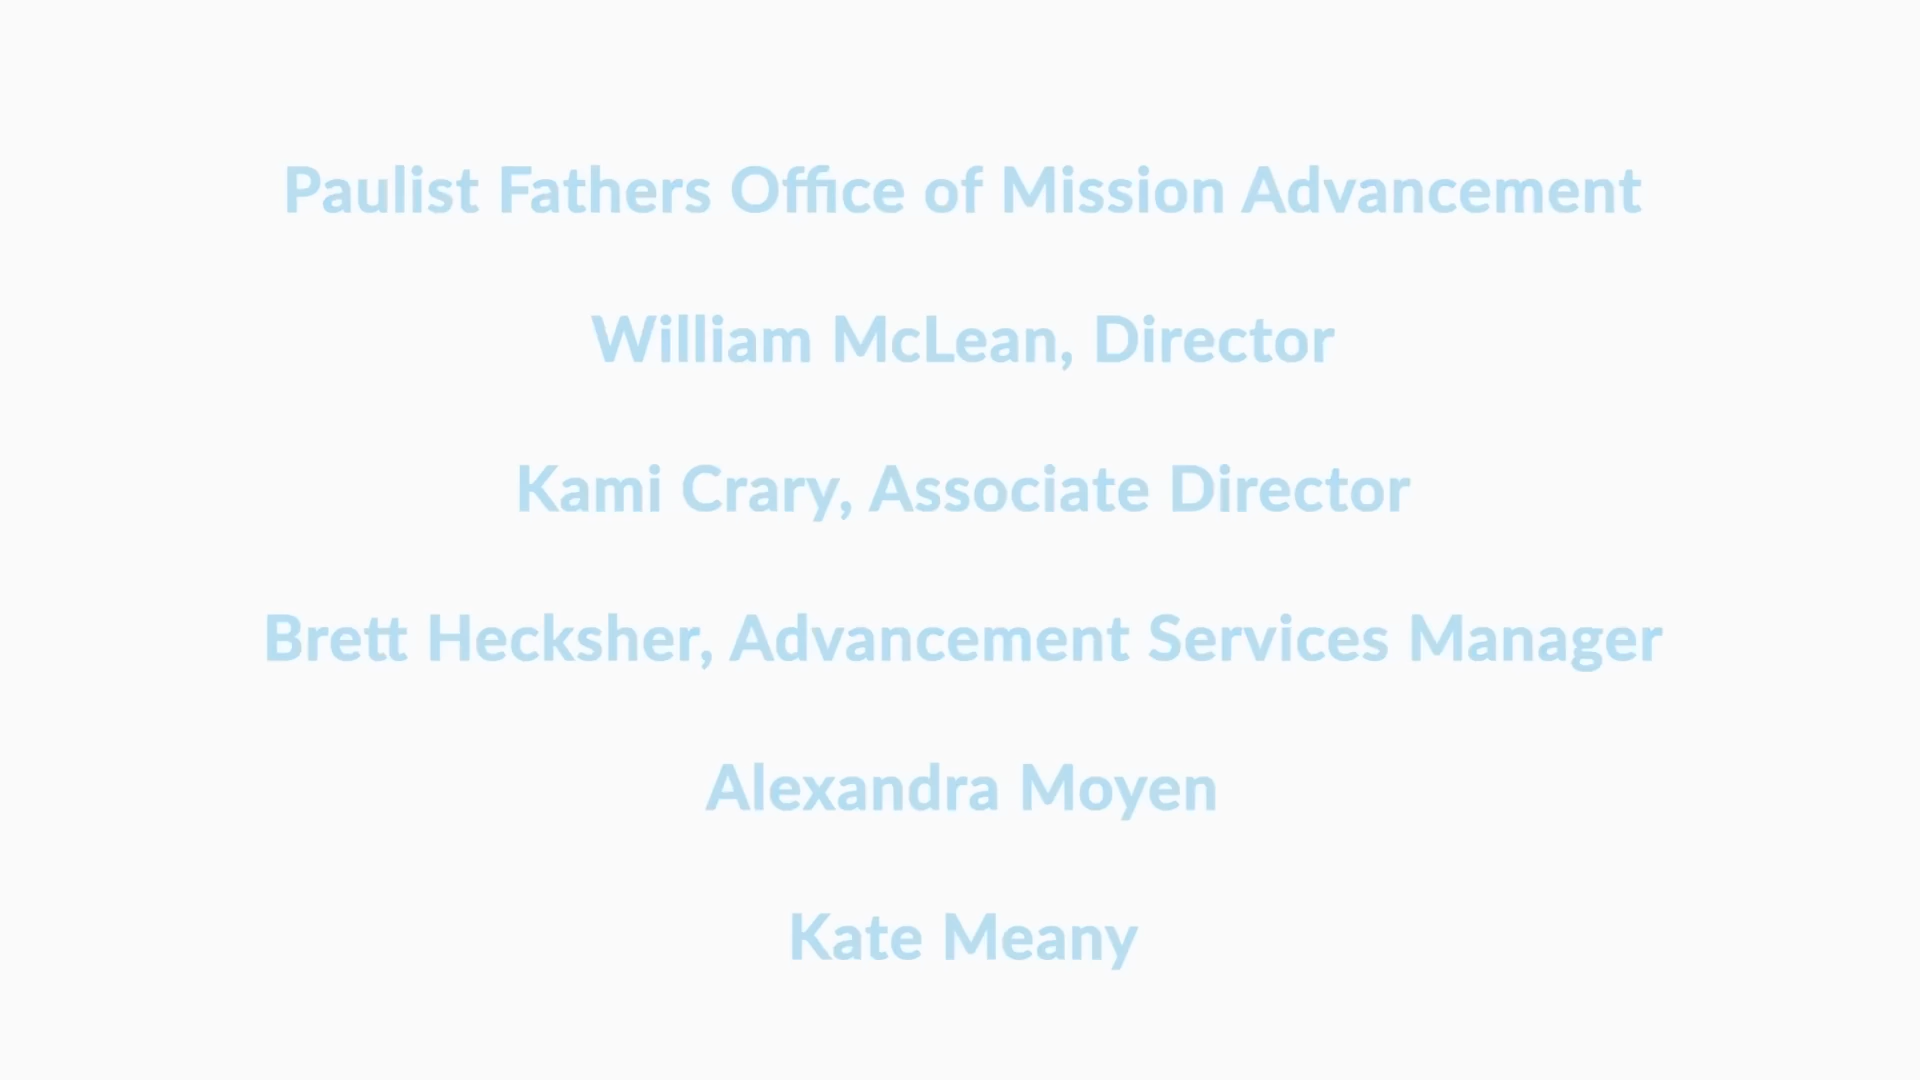 Paulist Fathers Office of Mission Advancement
William McLean, Director
Kami Crary, Associate Director
Brett Hecksher, Advancement Services Manager
Alexandra Moyen
Kate Meany